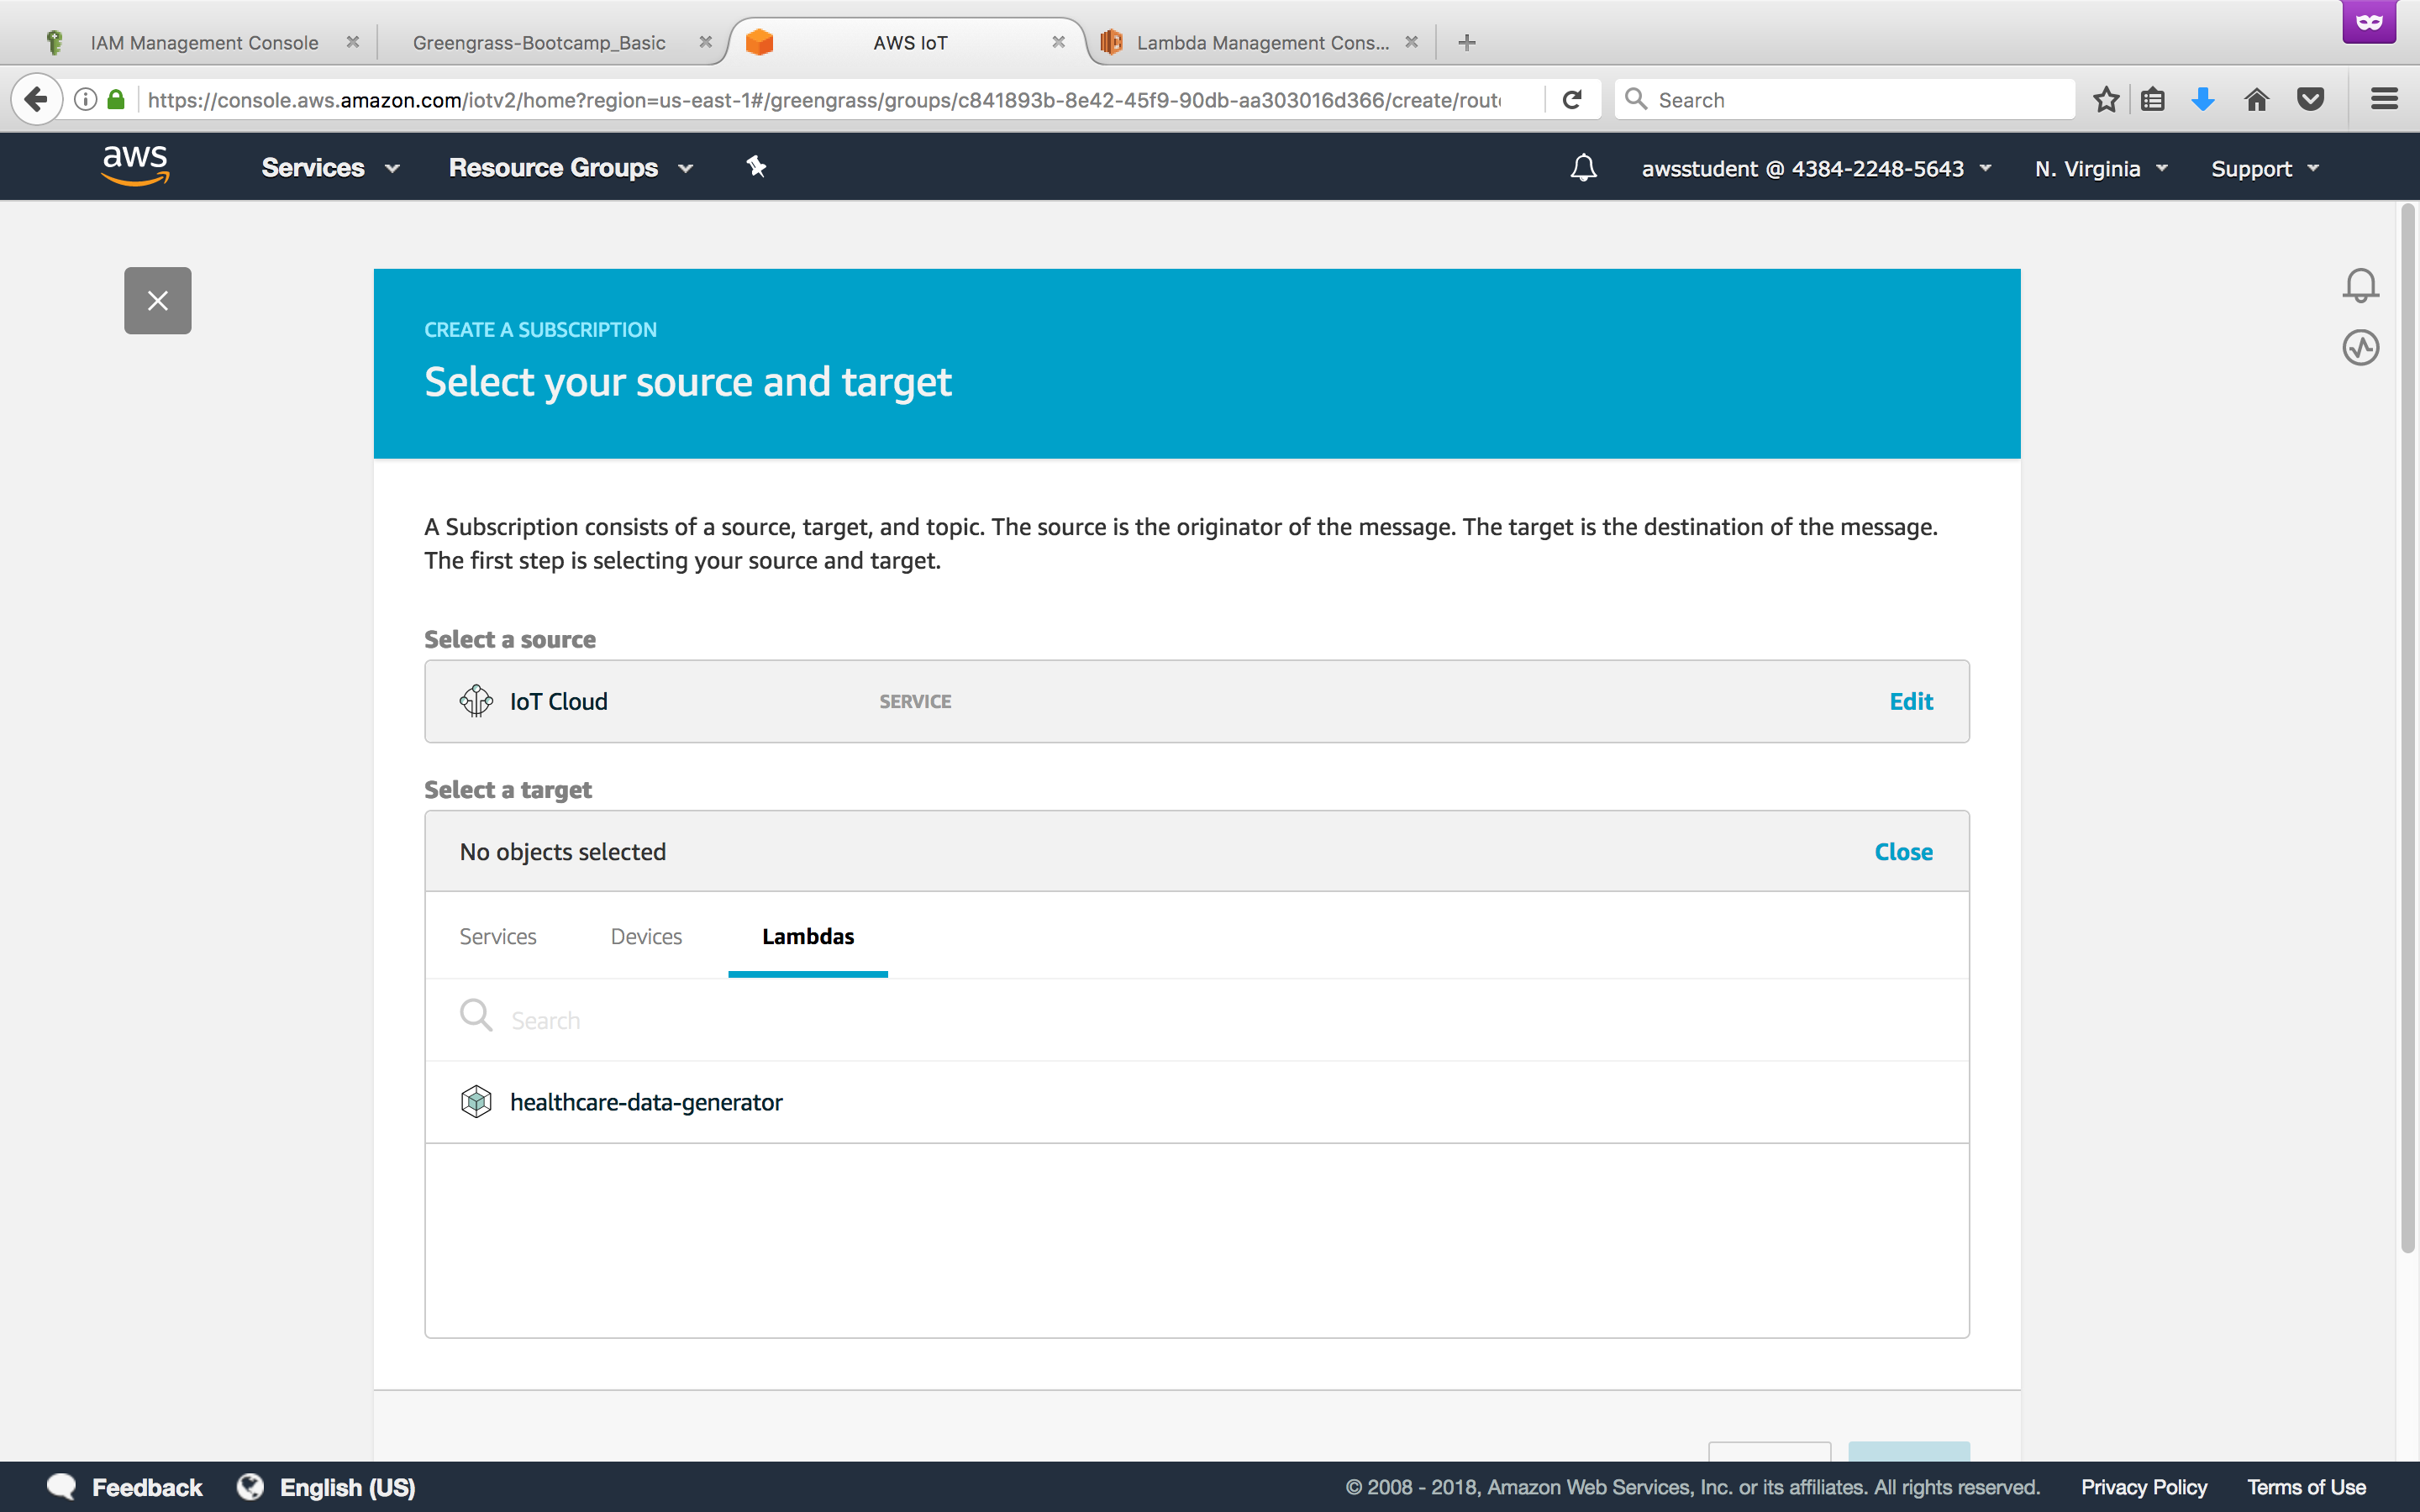 IAM Management Console
Greengrass-Bootcamp_Basic
AWS IoT
Lambda Management Cons...
https://console.aws.amazon.com/iotv2/home?region=us-east-1#/greengrass/groups/c841893b-8e42-45f9-90db-aa303016d366/create/route
Search
aws
Services
Resource Groups
awsstudent @ 4384-2248-5643
N. Virginia
Support
CREATE A SUBSCRIPTION
Select your source and target
A Subscription consists of a source, target, and topic. The source is the originator of the message. The target is the destination of the message.
The first step is selecting your source and target.
Select a source
IoT Cloud
SERVICE
Edit
Select a target
No objects selected
Close
Services
Devices
Lambdas
Search
healthcare-data-generator
Feedback
English (US)
© 2008 - 2018, Amazon Web Services, Inc. or its affiliates. All rights reserved.
Privacy Policy
Terms of Use